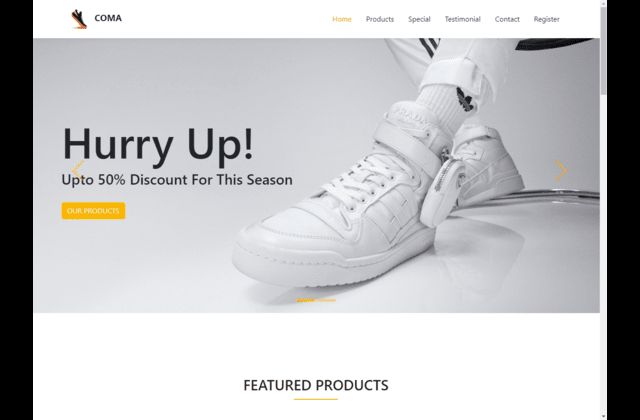 COMA
Home Products Special Testimonial Contact Register
Hurry Up!
Upto 50% Discount For This Season
OUR PRODUCTS
PRADA
FEATURED PRODUCTS